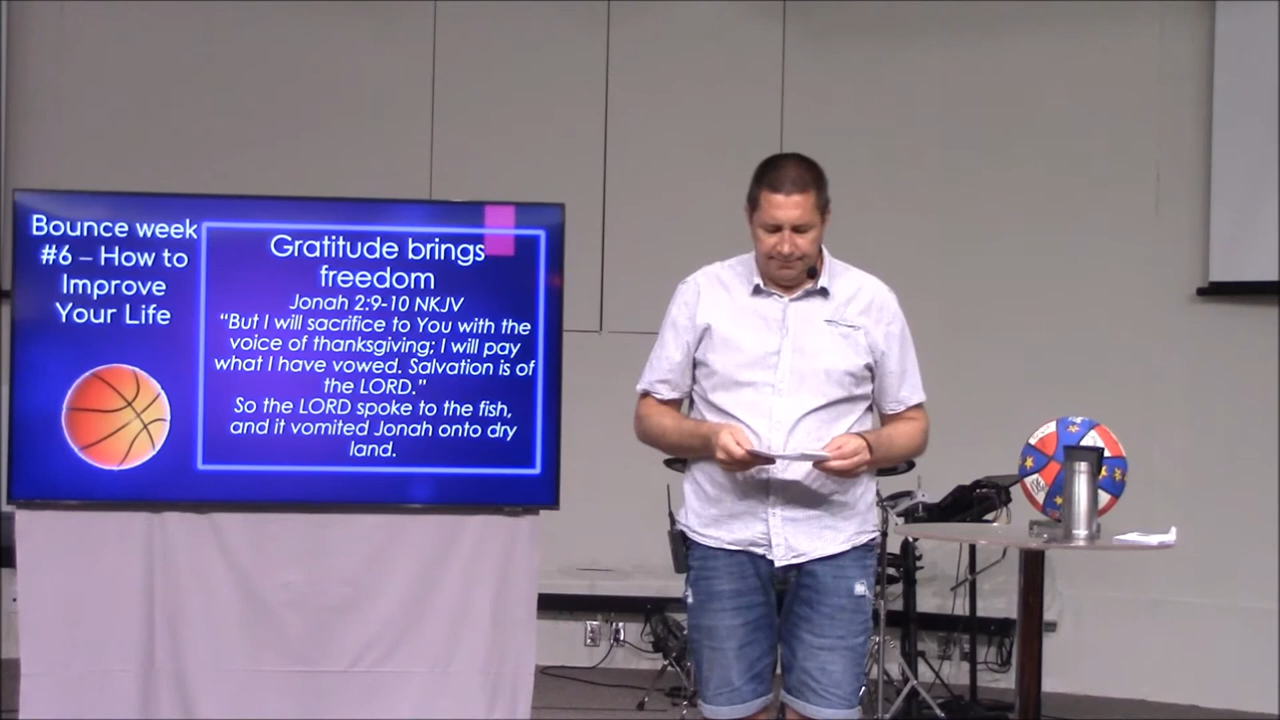 Bounce week
#6 – How to
Improve
Your Life
Gratitude brings
freedom
Jonah 2:9-10 NKJV
“But I will sacrifice to You with the
voice of thanksgiving; I will pay
what I have vowed. Salvation is of
the LORD.”
So the LORD spoke to the fish,
and it vomited Jonah onto dry
land.